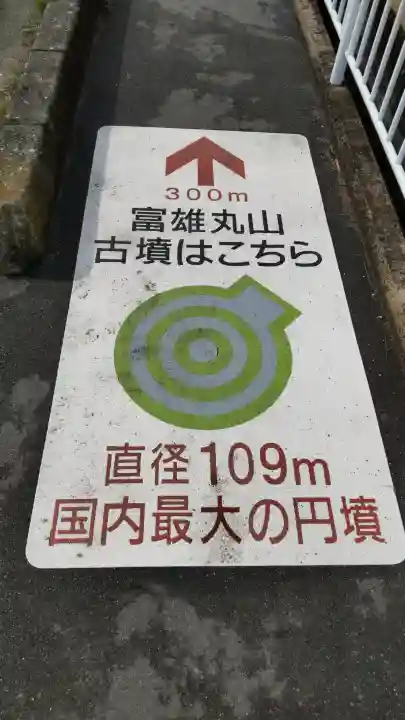 300m
富雄丸山
古墳はこちら
直径109m
国内最大の円墳